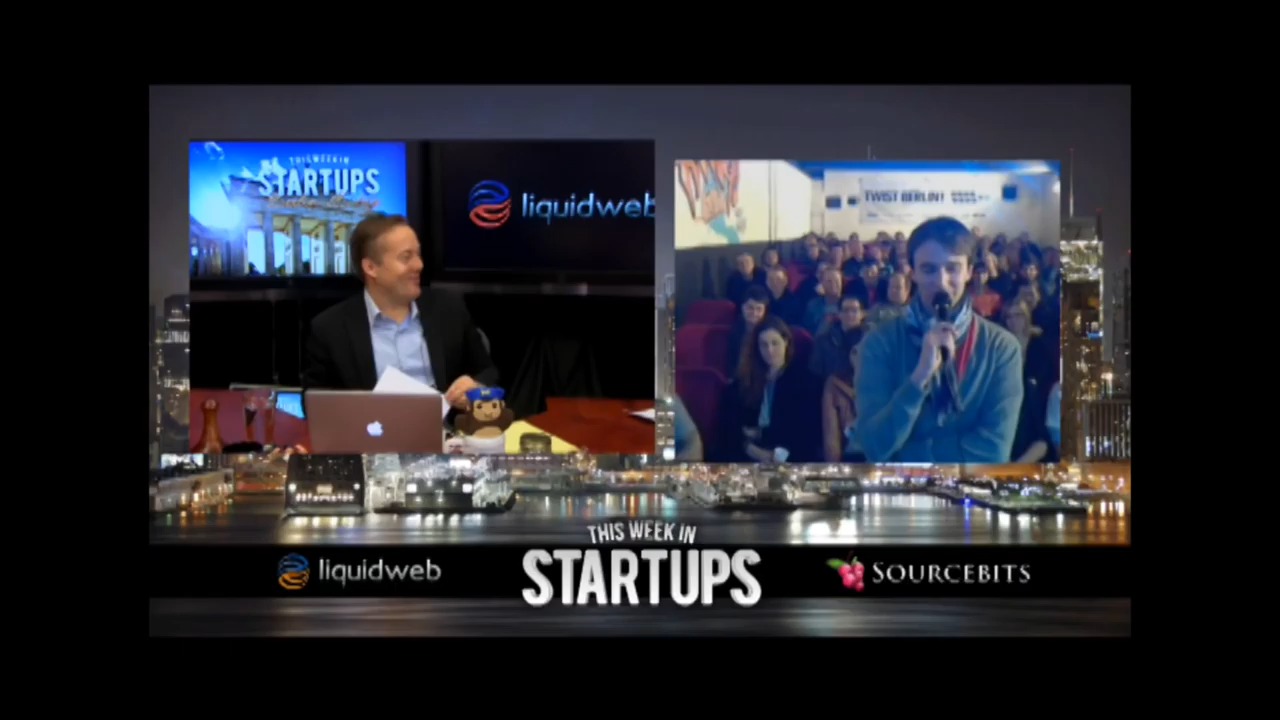 THIS WEEK IN
STARTUPS
liquidweb
TWIST BERLIN!
THIS WEEK IN
STARTUPS
liquidweb
SOURCEBITS